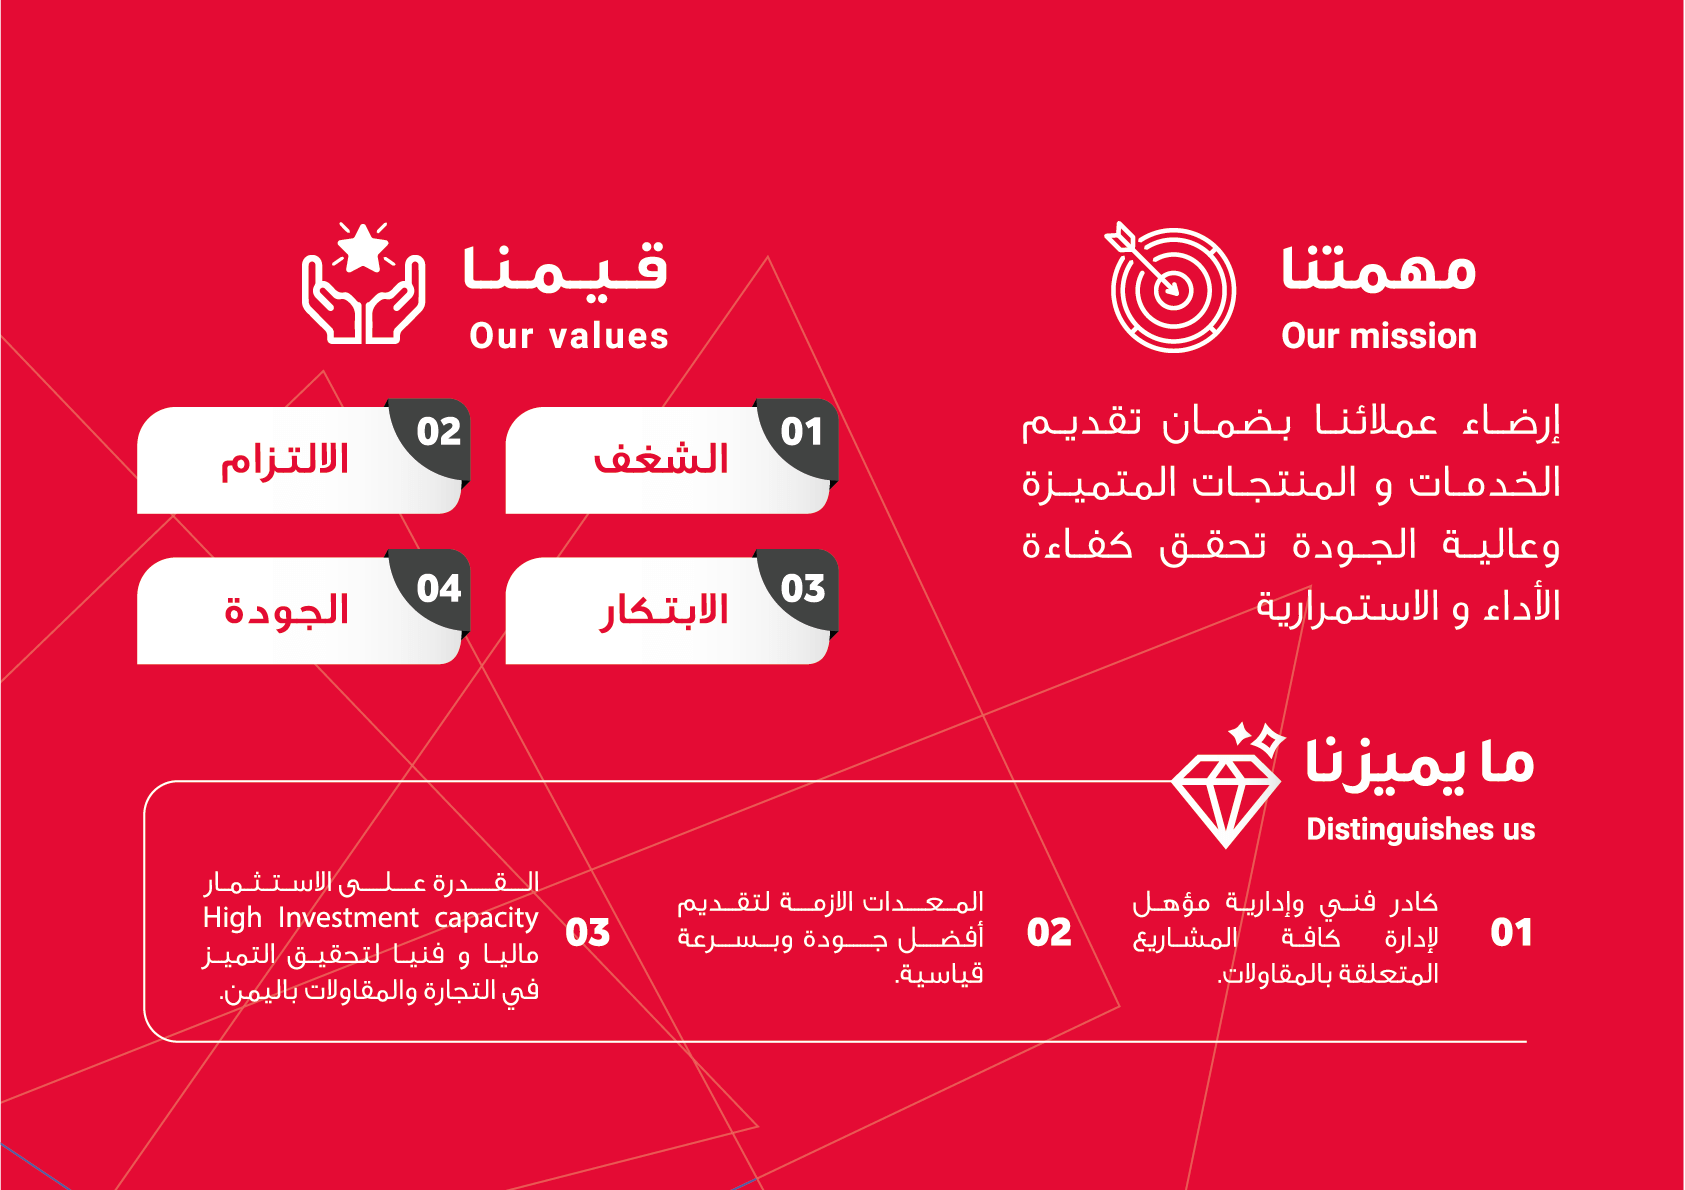 مهمتنا
Our mission
إرضاء عملائنا بضمان تقديم
الخدمات و المنتجات المتميزة
وعالية الجودة تحقق كفاءة
الأداء و الاستمرارية
قيمنا
Our values
01
الشغف
02
الالتزام
03
الابتكار
04
الجودة
ما يميزنا
Distinguishes us
01
كادر فني وإدارية مؤهل
لإدارة كافة المشاريع
المتعلقة بالمقاولات.
02
المعدات الازمة لتقديم
أفضل جودة وبسرعة
قياسية.
03
القدرة على الاستثمار
High Investment capacity
ماليا و فنيا لتحقيق التميز
في التجارة والمقاولات باليمن.